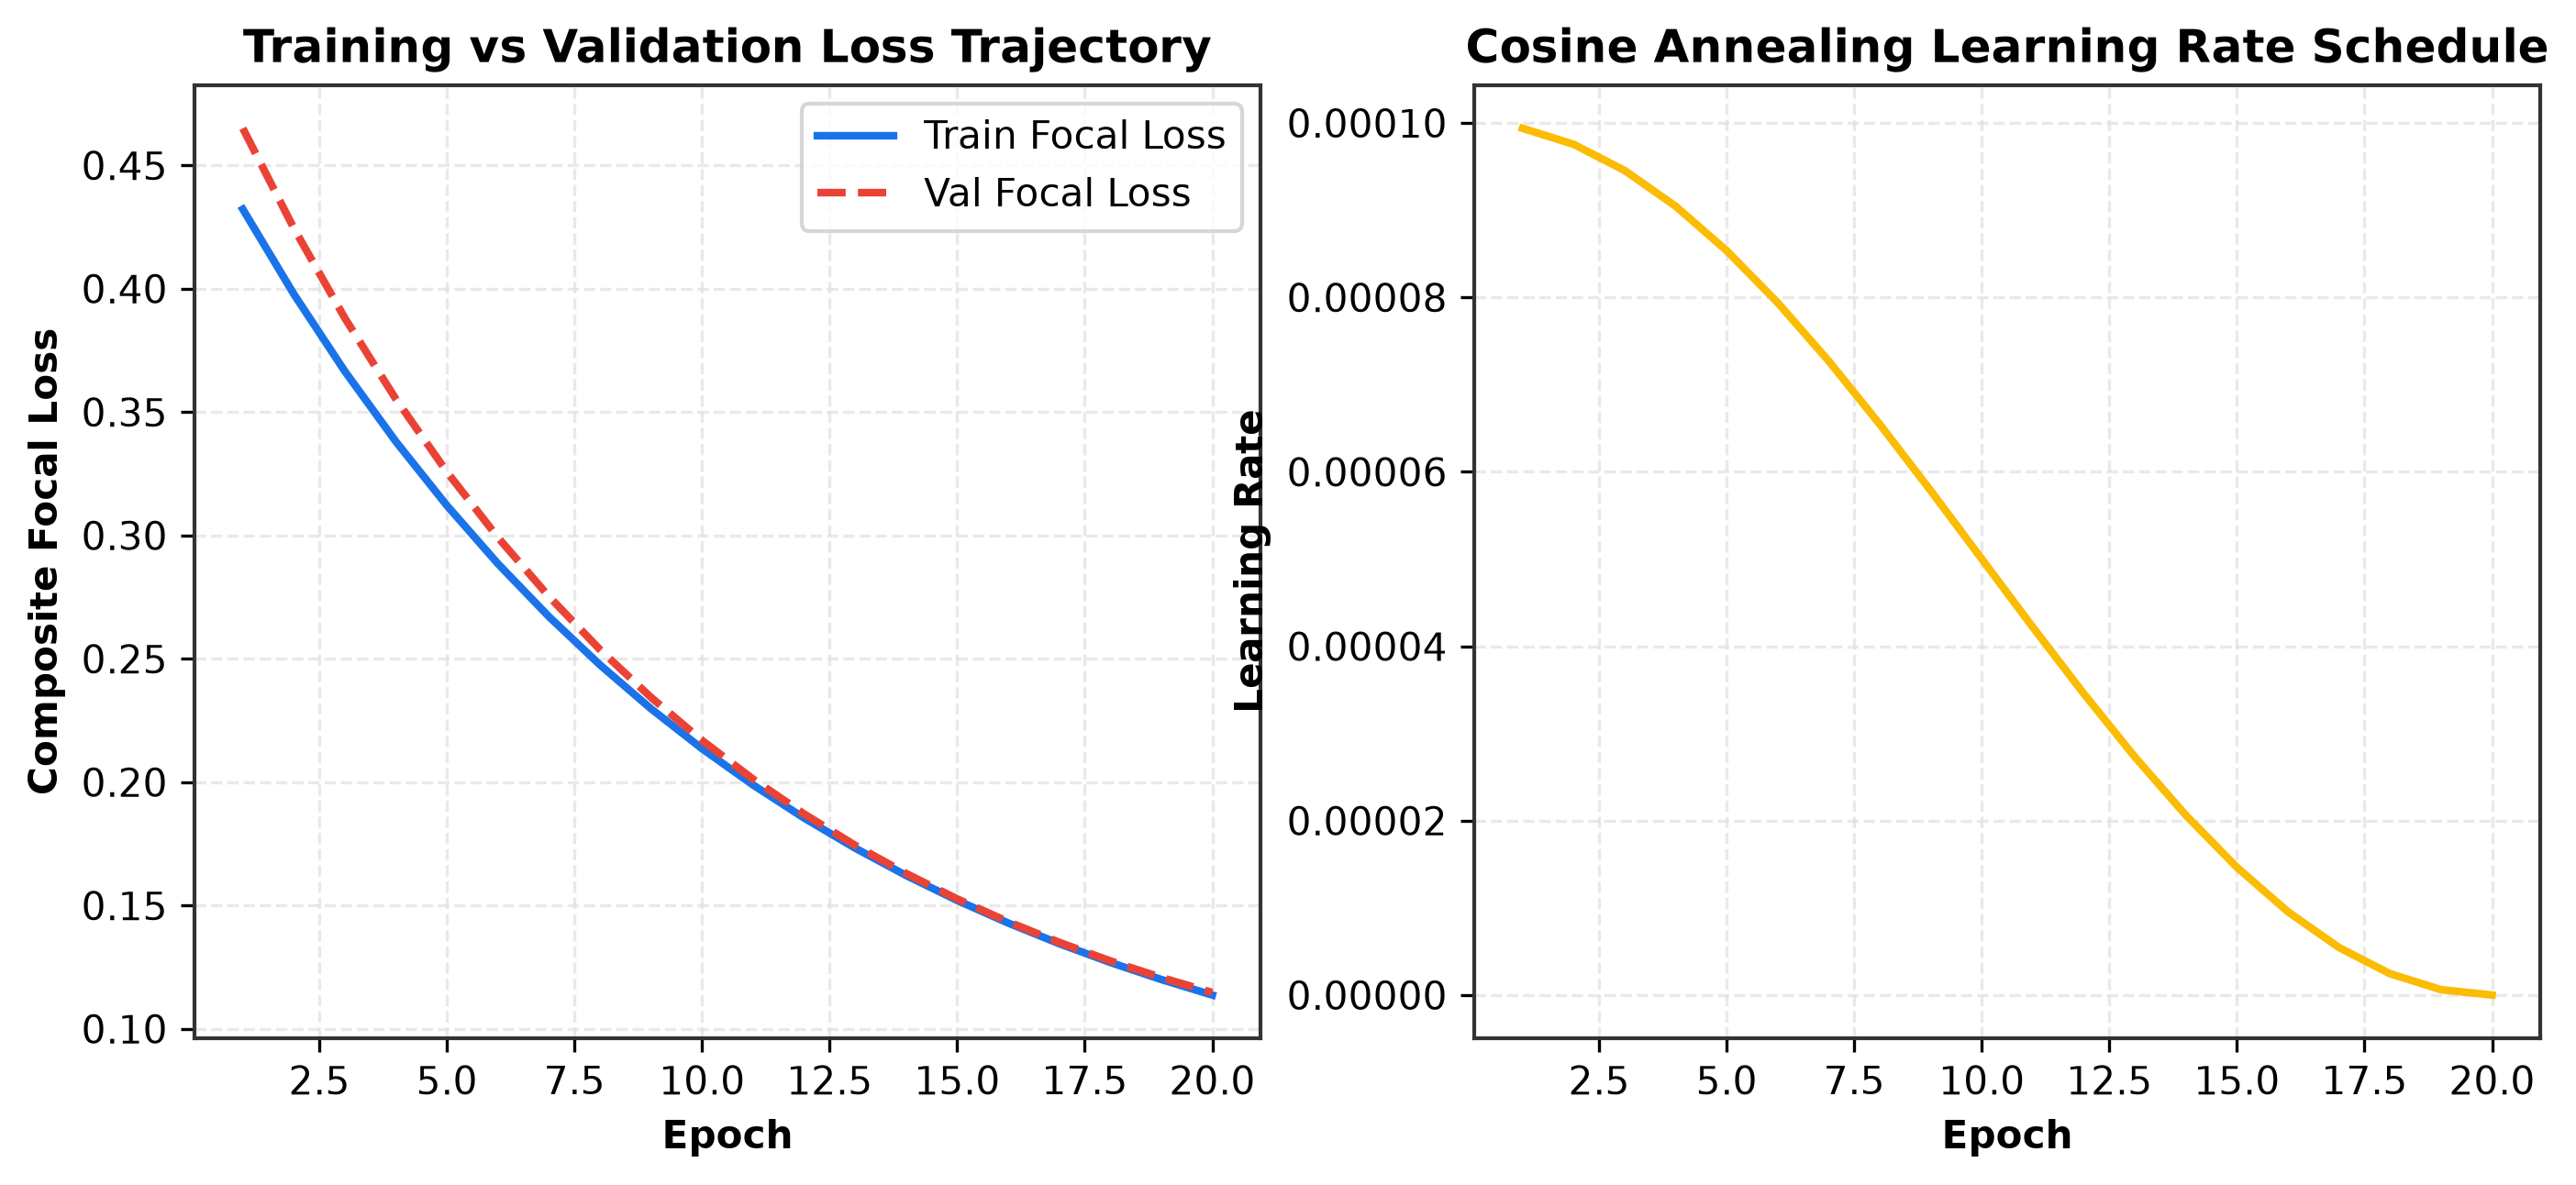 Training vs Validation Loss Trajectory
Composite Focal Loss
0.45
0.40
0.35
0.30
0.25
0.20
0.15
0.10
Train Focal Loss
Val Focal Loss
2.5 5.0 7.5 10.0 12.5 15.0 17.5 20.0
Epoch
Cosine Annealing Learning Rate Schedule
Learning Rate
0.00010
0.00008
0.00006
0.00004
0.00002
0.00000
2.5 5.0 7.5 10.0 12.5 15.0 17.5 20.0
Epoch